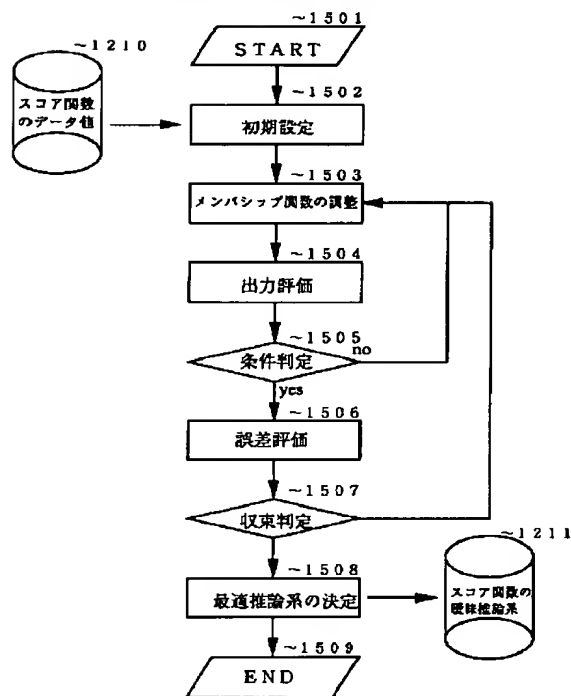 ~1501
START
~1210
スコア関数
のデータ値
~1502
初期設定
~1503
メンバシップ関数の調整
~1504
出力評価
~1505
条件判定
no
yes
~1506
誤差評価
~1507
収束判定
~1508
最適推論系の決定
~1211
スコア関数の
曖昧推論系
~1509
END